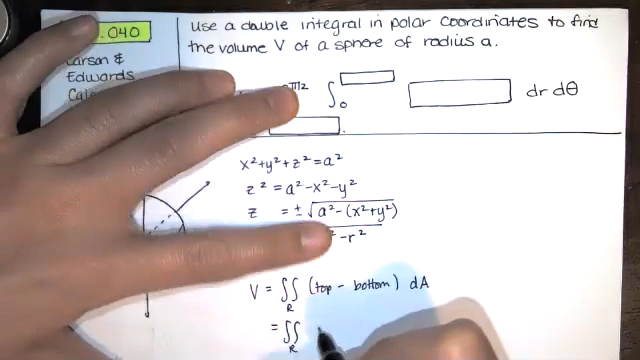 .040
Larson &
Edwards
Calc
Use a double integral in polar coordinates to find
the volume V of a sphere of radius a.
π/2 ∫₀ dr dθ
x²+y²+z²=a²
z² = a²-x²-y²
z = ± √a²-(x²+y²)
-r²
V = ∫∫R (top - bottom) dA
= ∫∫R